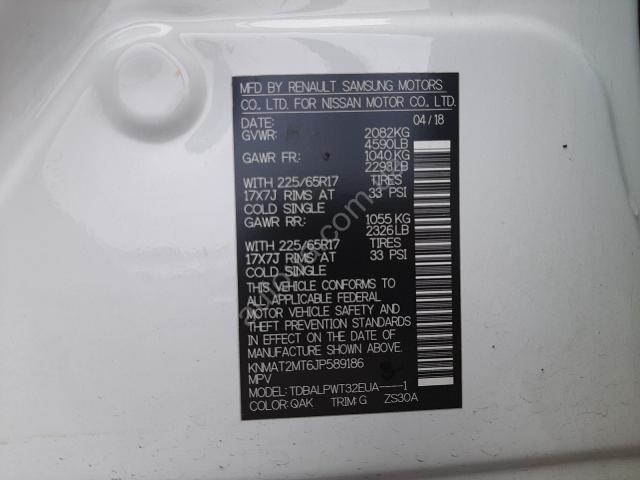 MFD BY RENAULT SAMSUNG MOTORS
CO., LTD. FOR NISSAN MOTOR CO., LTD.
DATE: 04/18
GVWR: 2082KG
4590LB
GAWR FR: 1040KG
2293LB
WITH 225/65R17 TIRES
17X7J RIMS AT 33 PSI
COLD SINGLE
GAWR RR: 1055 KG
2326LB
WITH 225/65R17 TIRES
17X7J RIMS AT 33 PSI
COLD SINGLE
THIS VEHICLE CONFORMS TO
ALL APPLICABLE FEDERAL
MOTOR VEHICLE SAFETY AND
THEFT PREVENTION STANDARDS
IN EFFECT ON THE DATE OF
MANUFACTURE SHOWN ABOVE.
KNMAT2MT6JP589186
MPV
MODEL: TDBALPWT32EUA----1
COLOR: QAK TRIM: G ZS30A